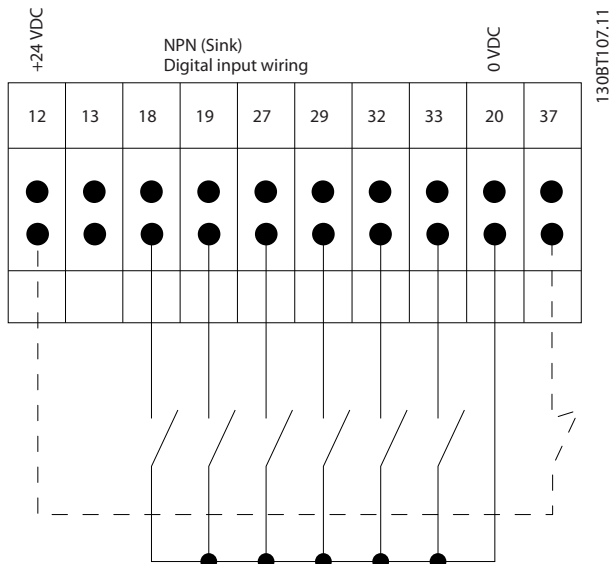 +24 VDC
NPN (Sink)
Digital input wiring
0 VDC
130BT107.11
12 13 18 19 27 29 32 33 20 37